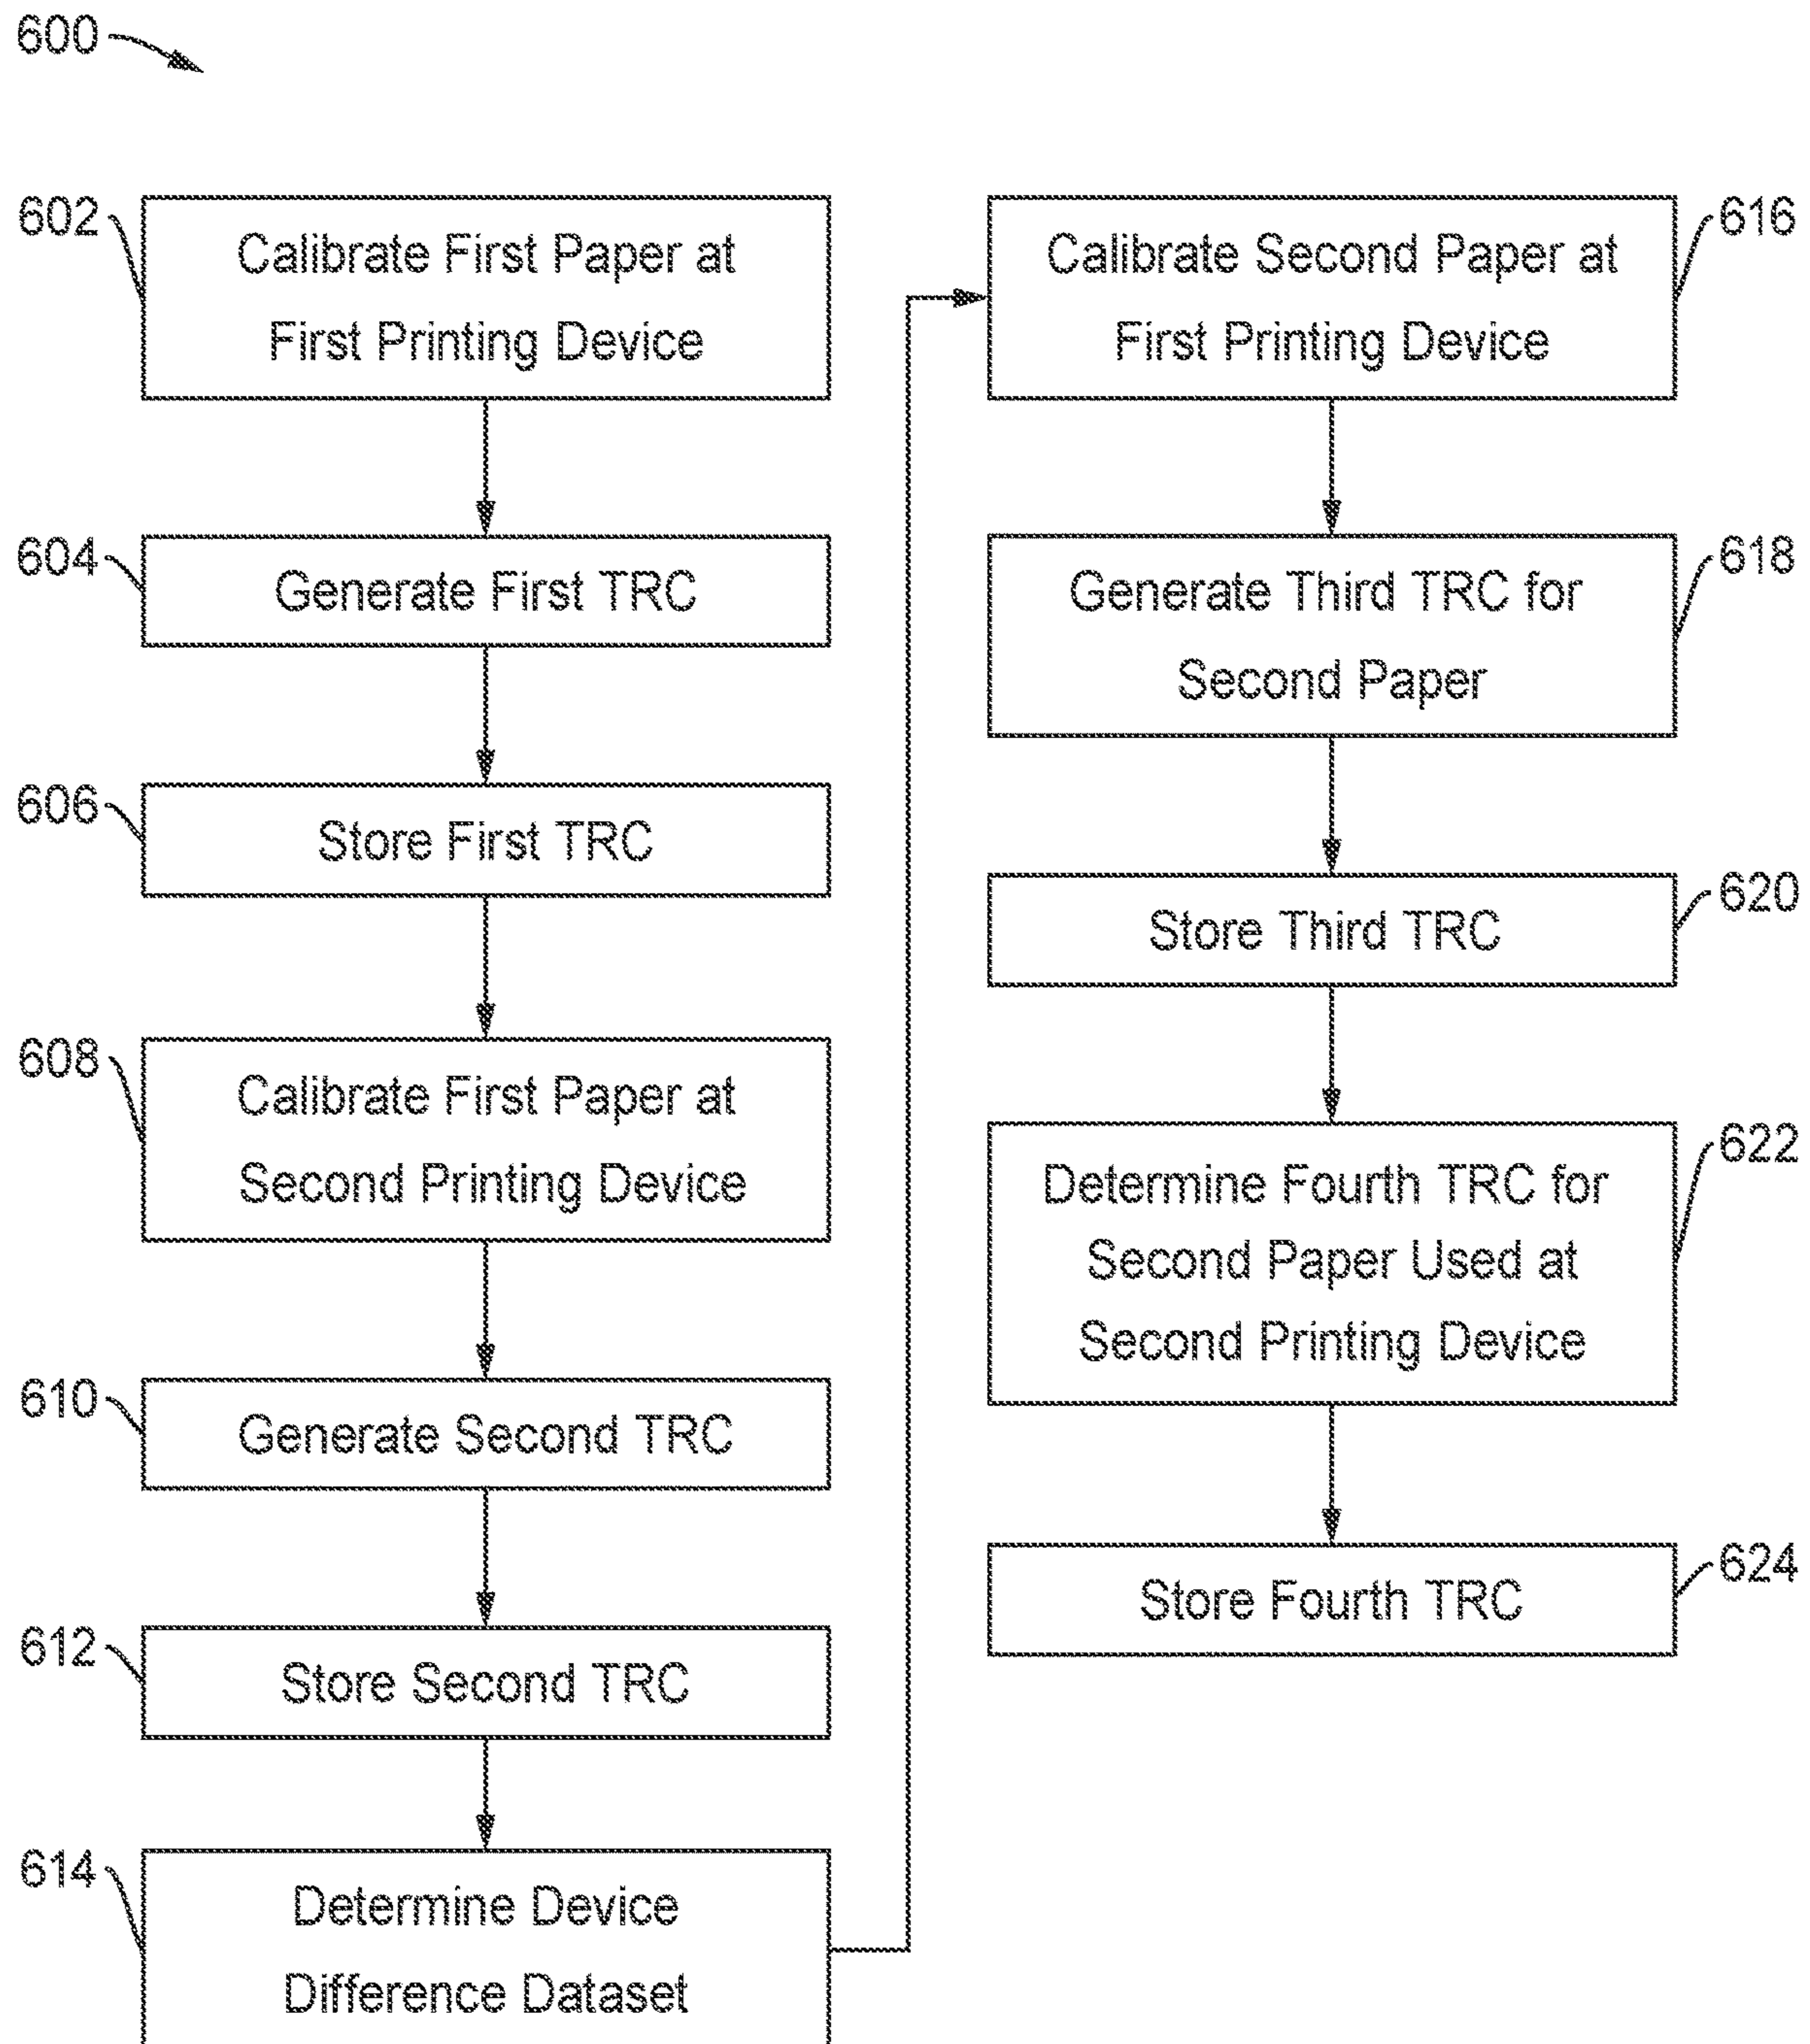 600
602
Calibrate First Paper at
First Printing Device
604
Generate First TRC
606
Store First TRC
608
Calibrate First Paper at
Second Printing Device
610
Generate Second TRC
612
Store Second TRC
614
Determine Device
Difference Dataset
616
Calibrate Second Paper at
First Printing Device
618
Generate Third TRC for
Second Paper
620
Store Third TRC
622
Determine Fourth TRC for
Second Paper Used at
Second Printing Device
624
Store Fourth TRC